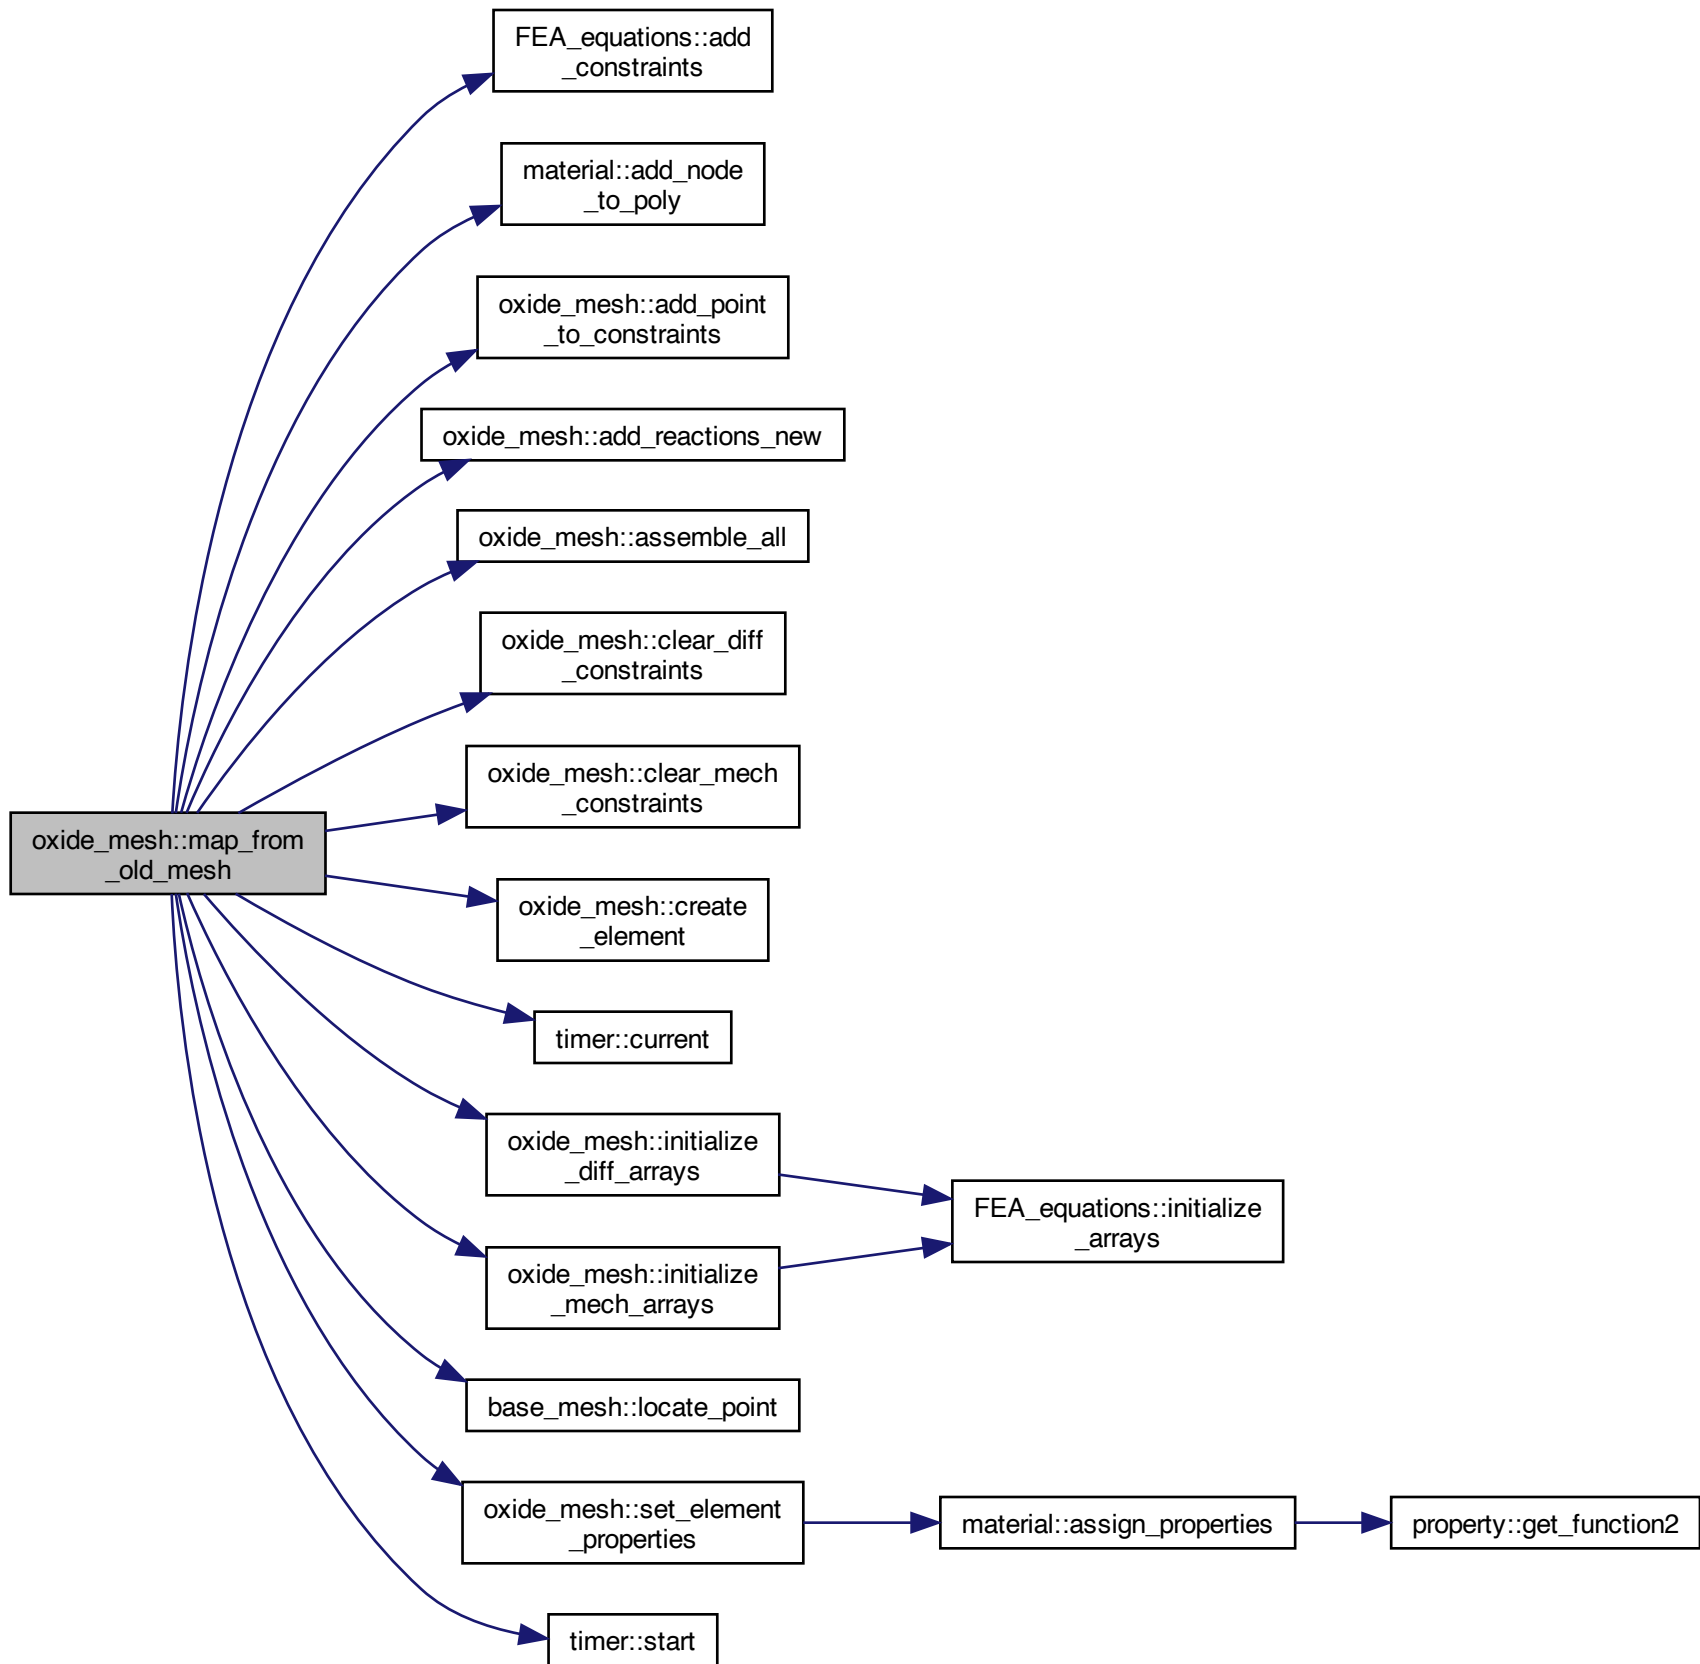 FEA_equations::add
_constraints
material::add_node
_to_poly
oxide_mesh::add_point
_to_constraints
oxide_mesh::add_reactions_new
oxide_mesh::assemble_all
oxide_mesh::clear_diff
_constraints
oxide_mesh::clear_mech
_constraints
oxide_mesh::map_from
_old_mesh
oxide_mesh::create
_element
timer::current
oxide_mesh::initialize
_diff_arrays
FEA_equations::initialize
_arrays
oxide_mesh::initialize
_mech_arrays
base_mesh::locate_point
oxide_mesh::set_element
_properties
material::assign_properties
property::get_function2
timer::start